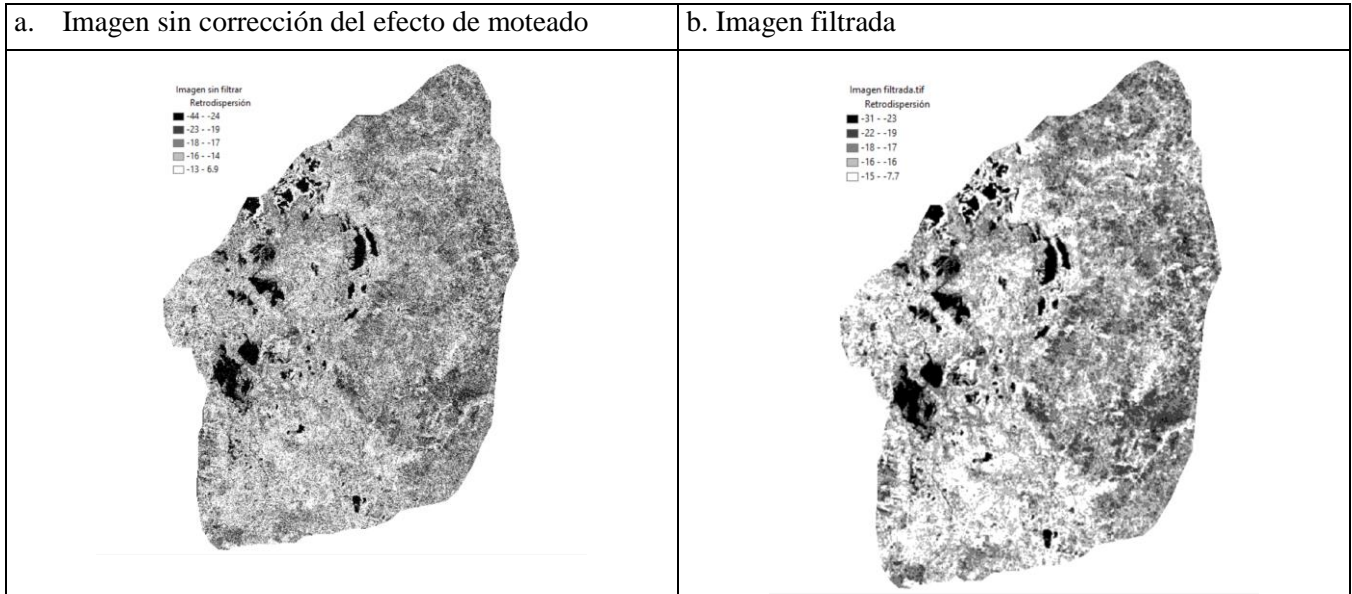 a. Imagen sin corrección del efecto de moteado
b. Imagen filtrada
Imagen sin filtrar
Retrodispersión
-44 - -24
-23 - -19
-18 - -17
-16 - -14
-13 - 6.9
Imagen filtrada.tif
Retrodispersión
-31 - -23
-22 - -19
-18 - -17
-16 - -16
-15 - -7.7